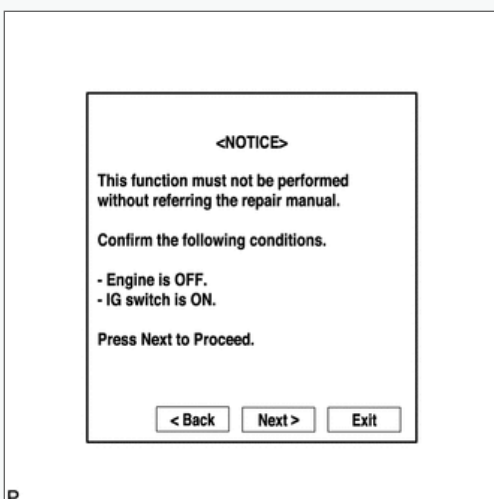 <NOTICE>
This function must not be performed
without referring the repair manual.
Confirm the following conditions.
- Engine is OFF.
- IG switch is ON.
Press Next to Proceed.
< Back
Next >
Exit